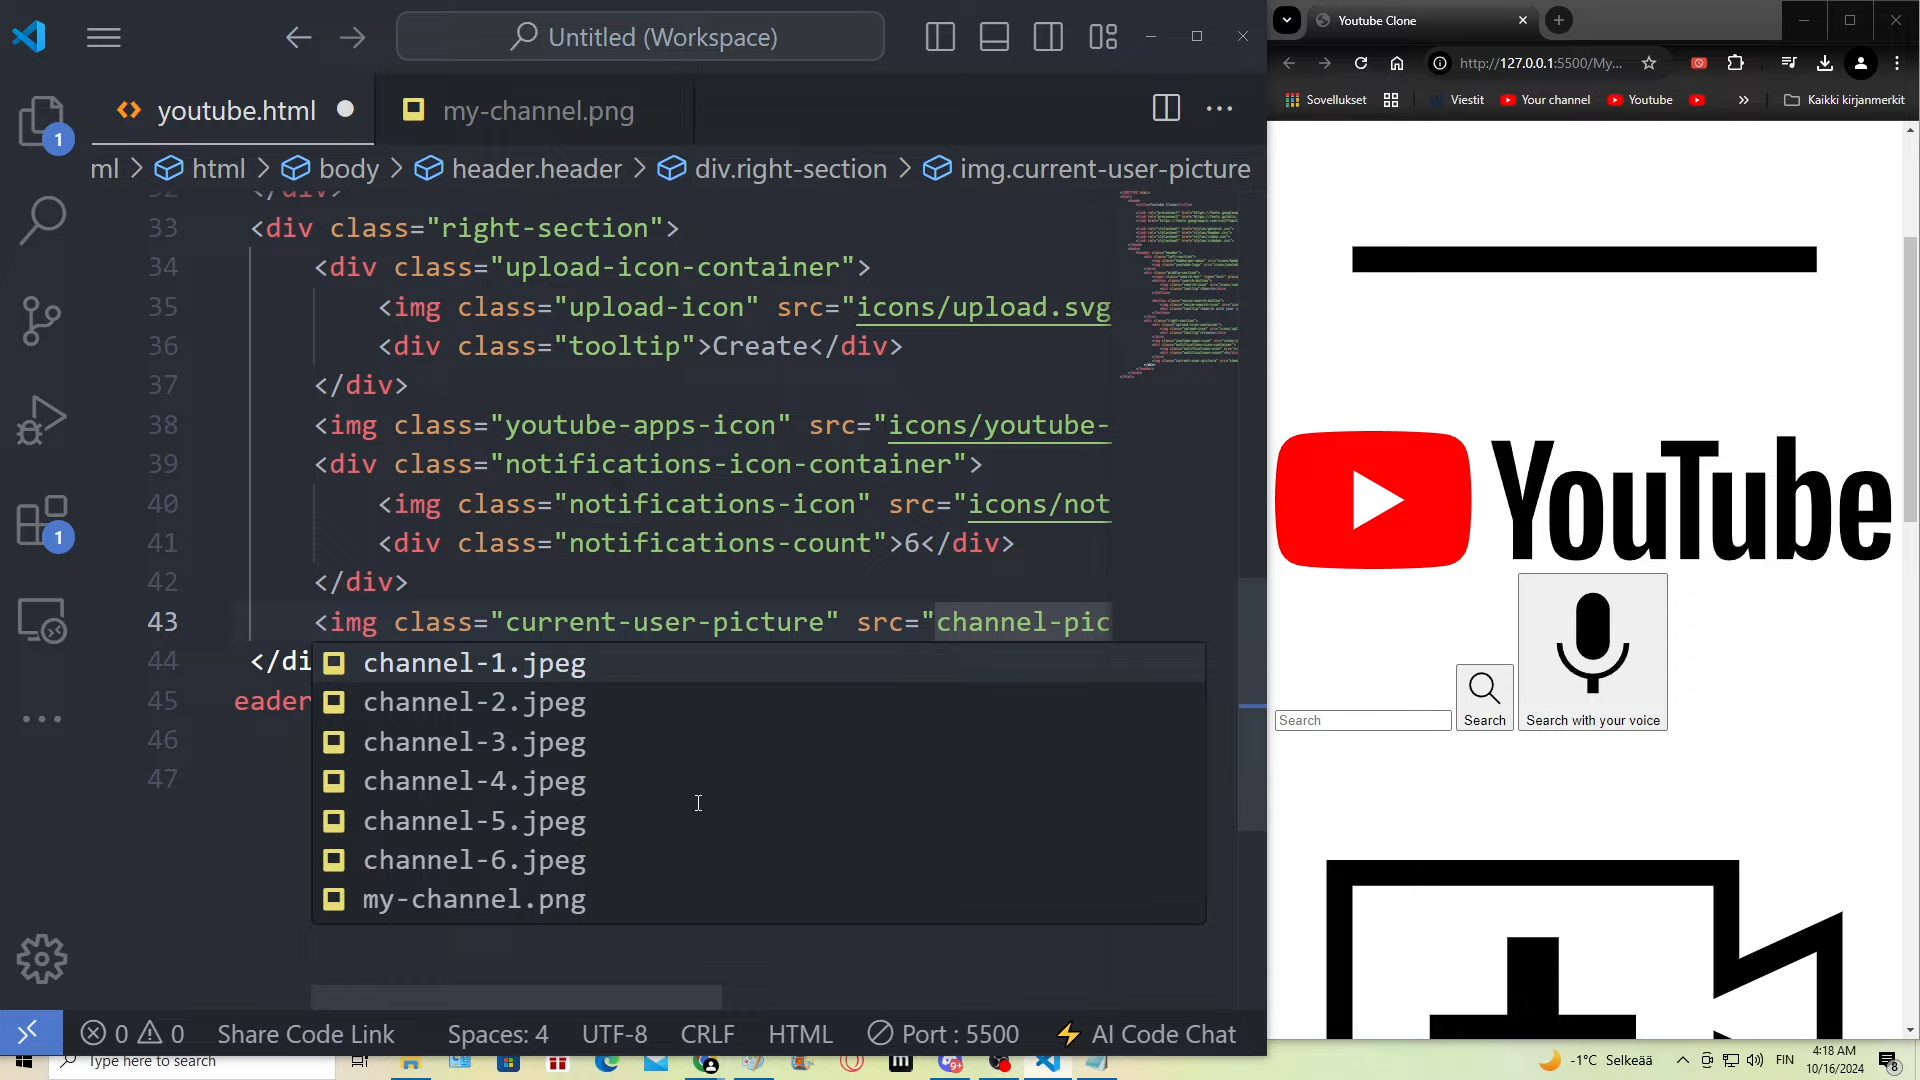 Untitled (Workspace)
youtube.html
my-channel.png
ml > html > body > header.header > div.right-section > img.current-user-picture
32 </div>
33 <div class="right-section">
34 <div class="upload-icon-container">
35 <img class="upload-icon" src="icons/upload.svg
36 <div class="tooltip">Create</div>
37 </div>
38 <img class="youtube-apps-icon" src="icons/youtube-
39 <div class="notifications-icon-container">
40 <img class="notifications-icon" src="icons/not
41 <div class="notifications-count">6</div>
42 </div>
43 <img class="current-user-picture" src="channel-pic
44 </di
45 eader
46
47
channel-1.jpeg
channel-2.jpeg
channel-3.jpeg
channel-4.jpeg
channel-5.jpeg
channel-6.jpeg
my-channel.png
1
1
0 0 Share Code Link Spaces: 4 UTF-8 CRLF HTML Port : 5500 AI Code Chat
Youtube Clone
http://127.0.0.1:5500/My...
Sovellukset Viestit Your channel Youtube » Kaikki kirjanmerkit
YouTube
Search
Search
Search with your voice
Type here to search
9+
-1°C Selkeää FIN 4:18 AM
10/16/2024
8